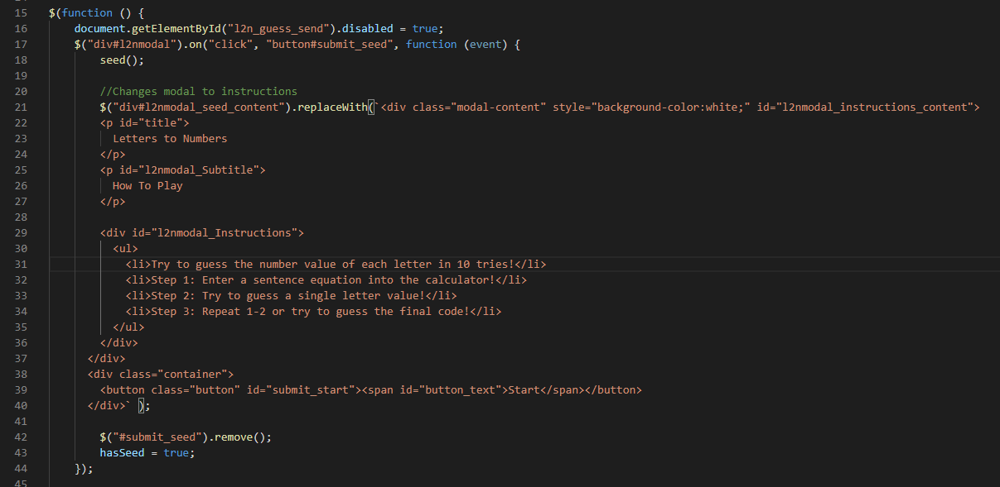 15 $(function () {
16 document.getElementById("l2n_guess_send").disabled = true;
17 $("div#l2nmodal").on("click", "button#submit_seed", function (event) {
18 seed();
19
20 //Changes modal to instructions
21 $("div#l2nmodal_seed_content").replaceWith(`<div class="modal-content" style="background-color:white;" id="l2nmodal_instructions_content">
22 <p id="title">
23 Letters to Numbers
24 </p>
25 <p id="l2nmodal_Subtitle">
26 How To Play
27 </p>
28
29 <div id="l2nmodal_Instructions">
30 <ul>
31 <li>Try to guess the number value of each letter in 10 tries!</li>
32 <li>Step 1: Enter a sentence equation into the calculator!</li>
33 <li>Step 2: Try to guess a single letter value!</li>
34 <li>Step 3: Repeat 1-2 or try to guess the final code!</li>
35 </ul>
36 </div>
37 </div>
38 <div class="container">
39 <button class="button" id="submit_start"><span id="button_text">Start</span></button>
40 </div>` );
41
42 $("#submit_seed").remove();
43 hasSeed = true;
44 });
45